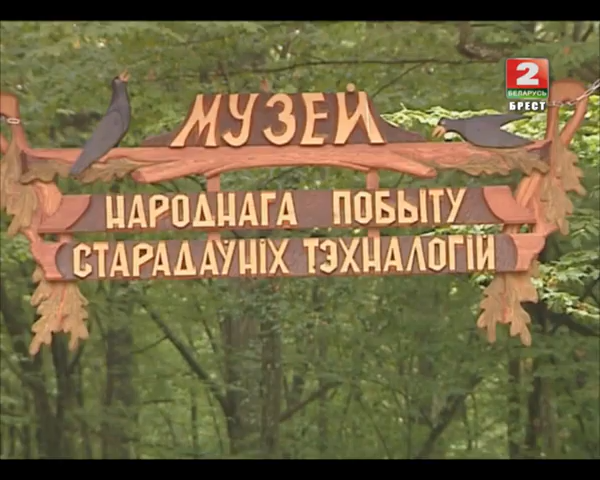 2
БЕЛАРУСЬ
БРЕСТ
МУЗЕЙ
НАРОДНАГА ПОБЫТУ
СТАРАДАЎНІХ ТЭХНАЛОГІЙ